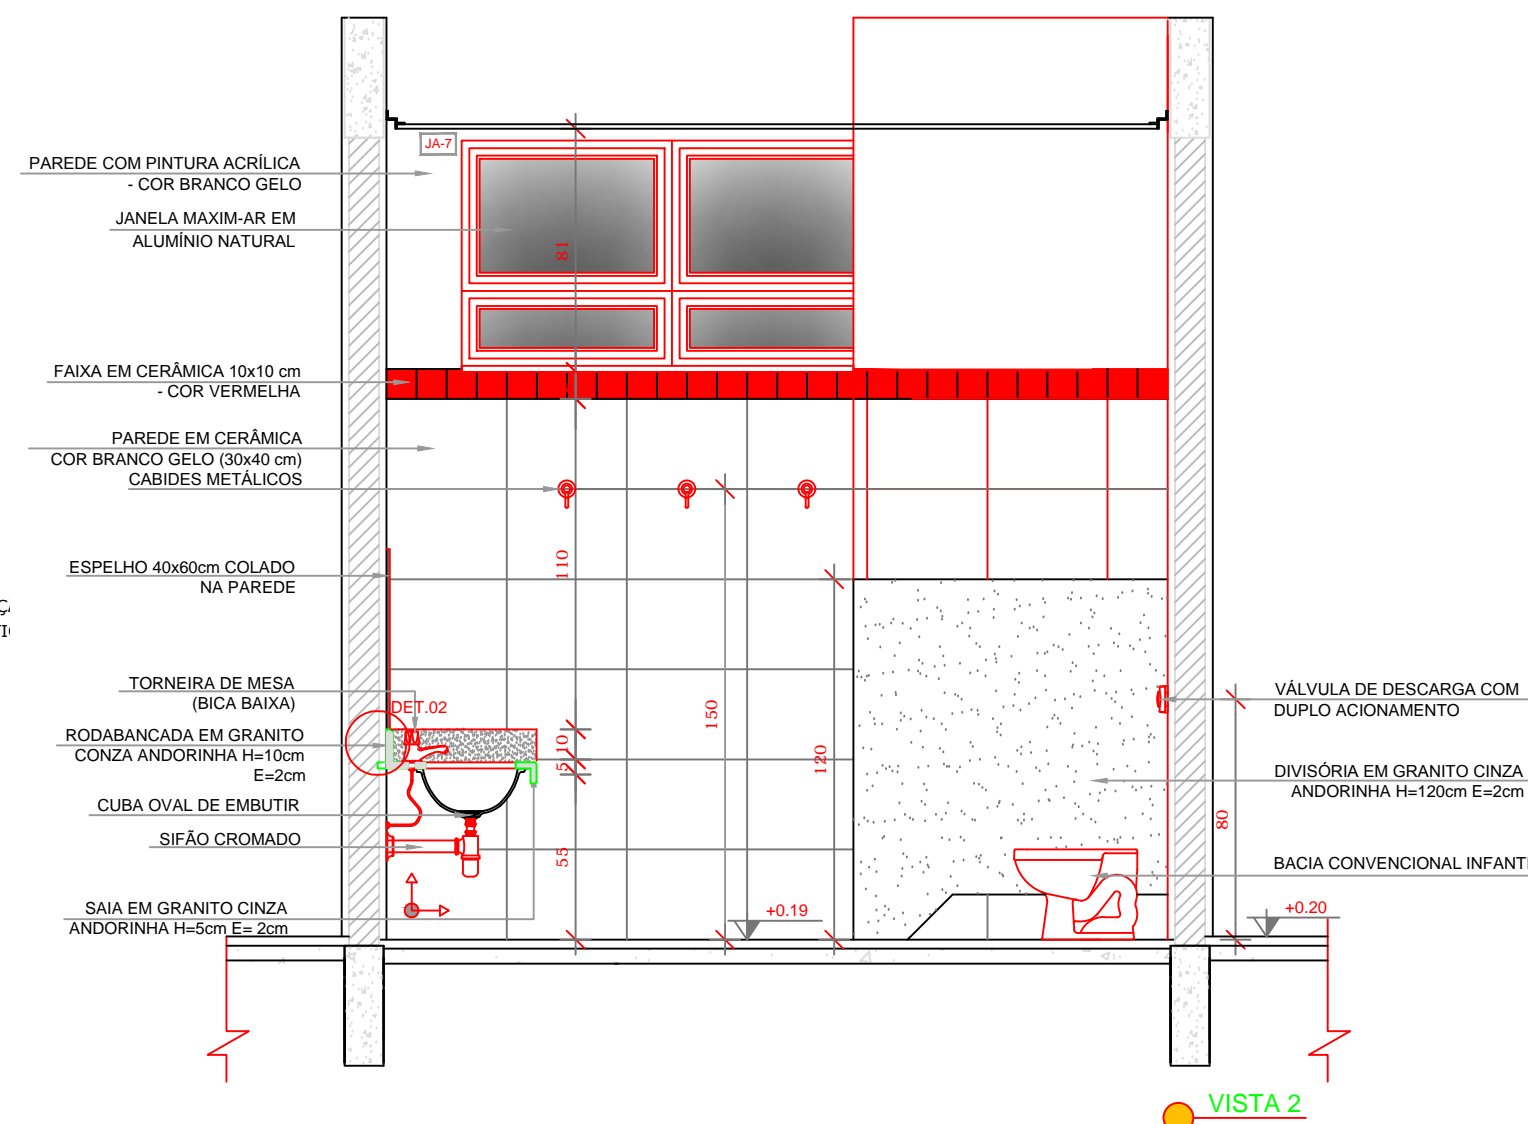 JA-7
PAREDE COM PINTURA ACRÍLICA
- COR BRANCO GELO
JANELA MAXIM-AR EM
ALUMÍNIO NATURAL
81
FAIXA EM CERÂMICA 10x10 cm
- COR VERMELHA
PAREDE EM CERÂMICA
COR BRANCO GELO (30x40 cm)
CABIDES METÁLICOS
110
ESPELHO 40x60cm COLADO
NA PAREDE
TORNEIRA DE MESA
(BICA BAIXA)
DET.02
RODABANCADA EM GRANITO
CONZA ANDORINHA H=10cm
E=2cm
10
5
150
120
CUBA OVAL DE EMBUTIR
SIFÃO CROMADO
55
SAIA EM GRANITO CINZA
ANDORINHA H=5cm E= 2cm
+0.19
VÁLVULA DE DESCARGA COM
DUPLO ACIONAMENTO
DIVISÓRIA EM GRANITO CINZA
ANDORINHA H=120cm E=2cm
80
BACIA CONVENCIONAL INFANTI
+0.20
VISTA 2